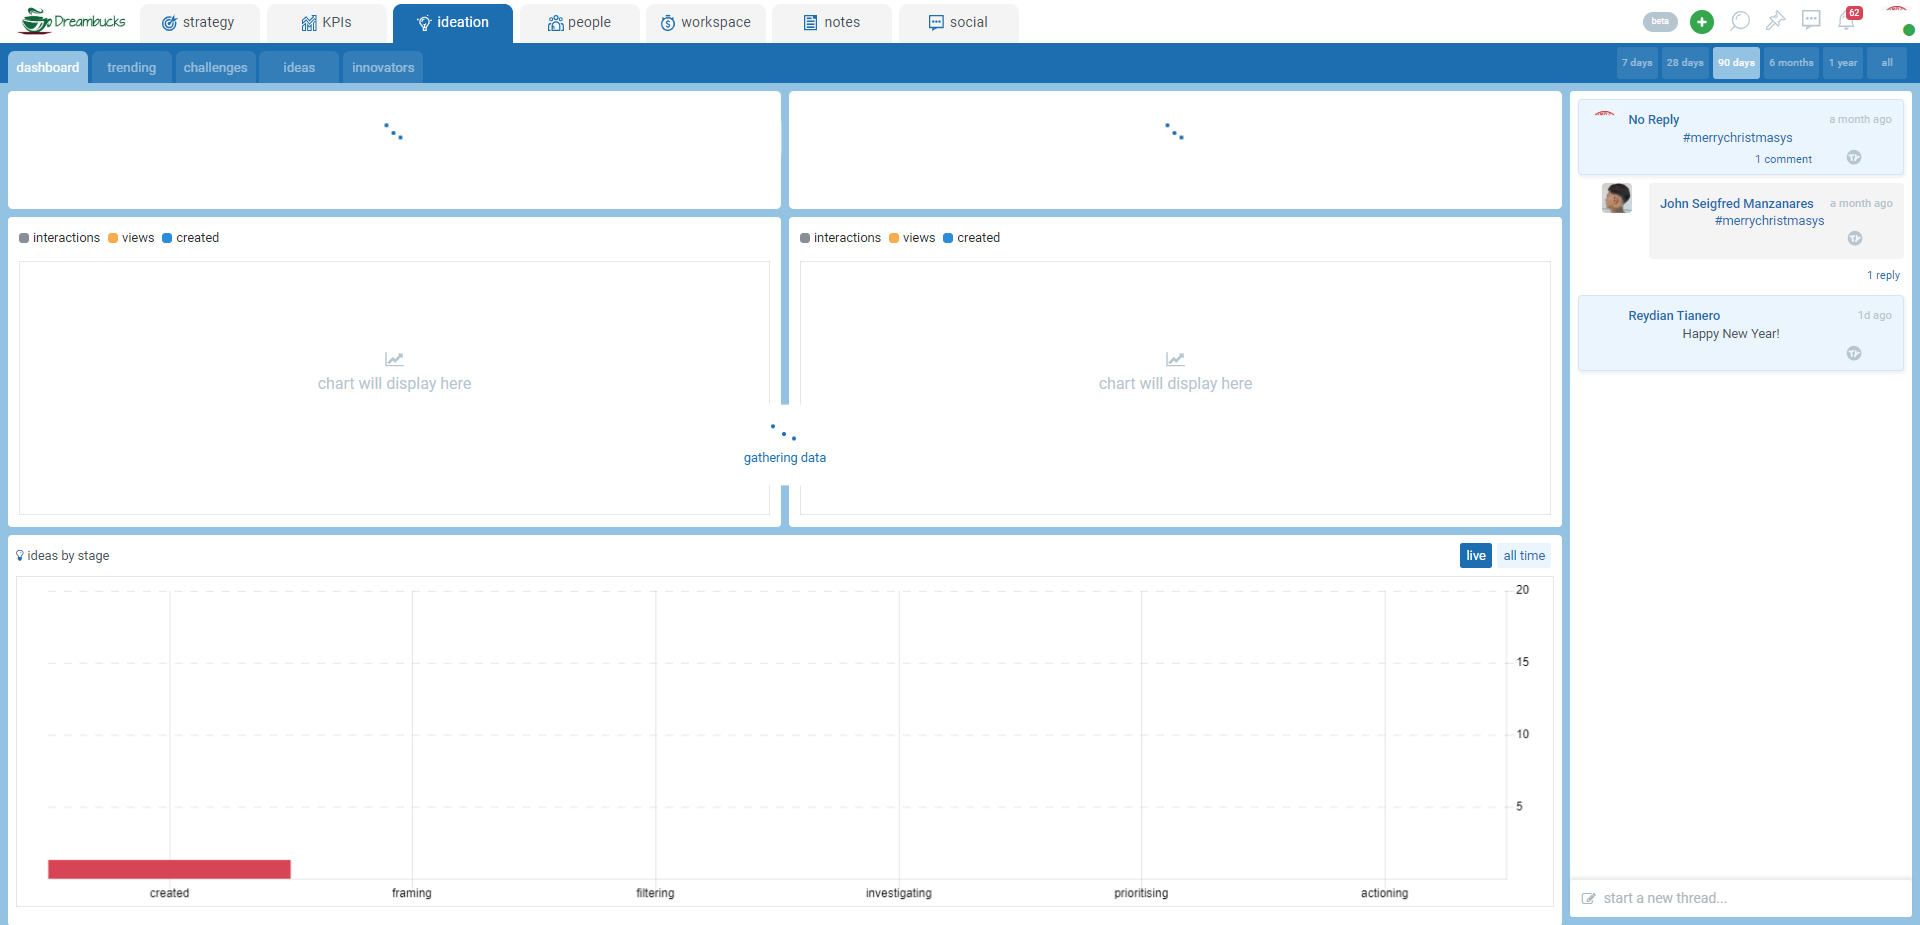 Dreambucks
strategy
KPIs
ideation
people
workspace
notes
social
beta
62
dashboard
trending
challenges
ideas
innovators
7 days
28 days
90 days
6 months
1 year
all
interactions views created
chart will display here
interactions views created
chart will display here
gathering data
ideas by stage
live
all time
20
15
10
5
created
framing
filtering
investigating
prioritising
actioning
No Reply
a month ago
#merrychristmasys
1 comment
John Seigfred Manzanares
a month ago
#merrychristmasys
1 reply
Reydian Tianero
1d ago
Happy New Year!
start a new thread...